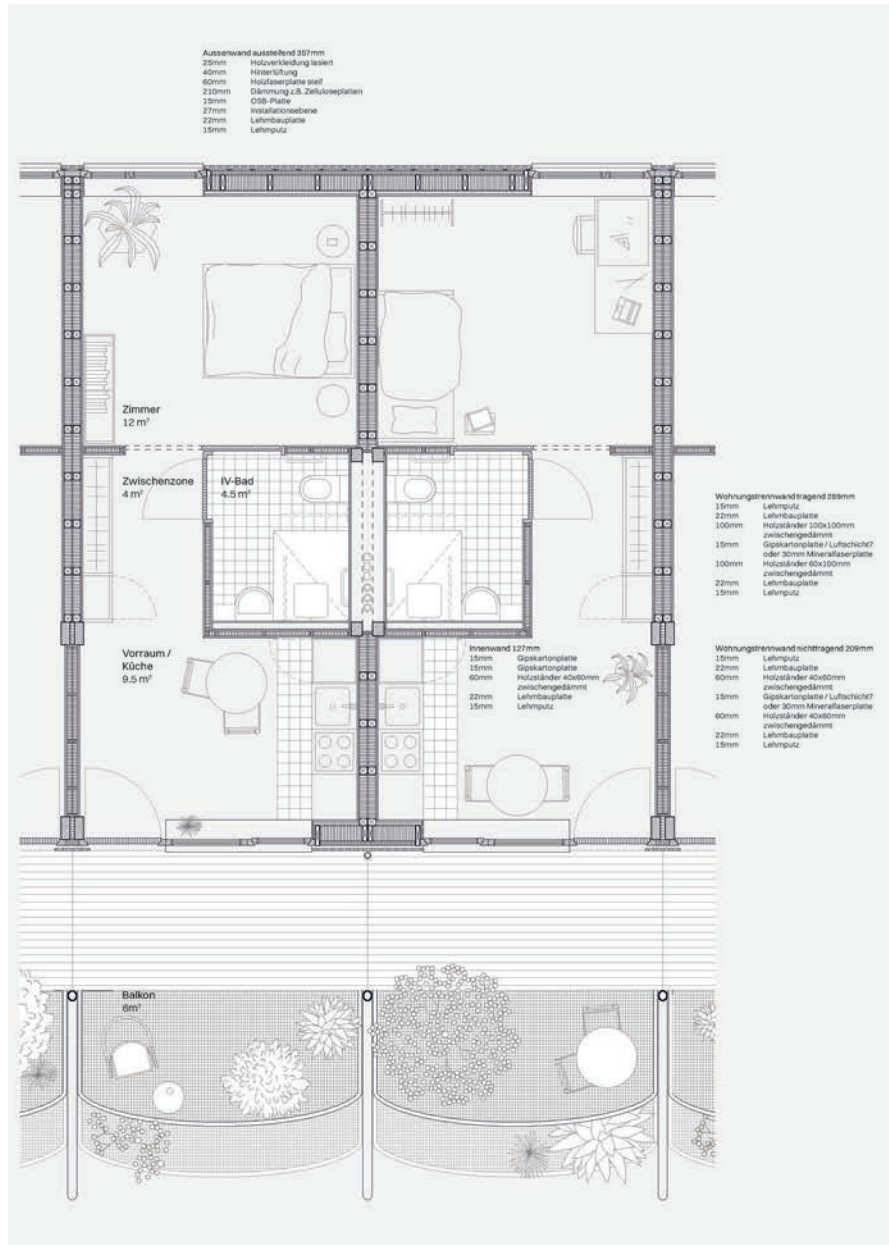 Aussenwand aussteifend 357mm
25mm Holzverkleidung lasiert
40mm Hinterlüftung
60mm Holzfaserplatte steif
210mm Dämmung z.B. Zelluloseplatten
15mm OSB-Platte
27mm Installationsebene
22mm Lehmbauplatte
15mm Lehmputz
Zimmer
12 m²
Zwischenzone
4 m²
IV-Bad
4.5 m²
Vorraum /
Küche
9.5 m²
Innenwand 127mm
15mm Gipskartonplatte
15mm Gipskartonplatte
60mm Holzständer 40x60mm
zwischengedämmt
22mm Lehmbauplatte
15mm Lehmputz
Wohnungstrennwand tragend 289mm
15mm Lehmputz
22mm Lehmbauplatte
100mm Holzständer 100x100mm
zwischengedämmt
15mm Gipskartonplatte / Luftschicht?
oder 30mm Mineralfaserplatte
100mm Holzständer 60x100mm
zwischengedämmt
22mm Lehmbauplatte
15mm Lehmputz
Wohnungstrennwand nichttragend 209mm
15mm Lehmputz
22mm Lehmbauplatte
60mm Holzständer 40x60mm
zwischengedämmt
15mm Gipskartonplatte / Luftschicht?
oder 30mm Mineralfaserplatte
60mm Holzständer 40x60mm
zwischengedämmt
22mm Lehmbauplatte
15mm Lehmputz
Balkon
6m²